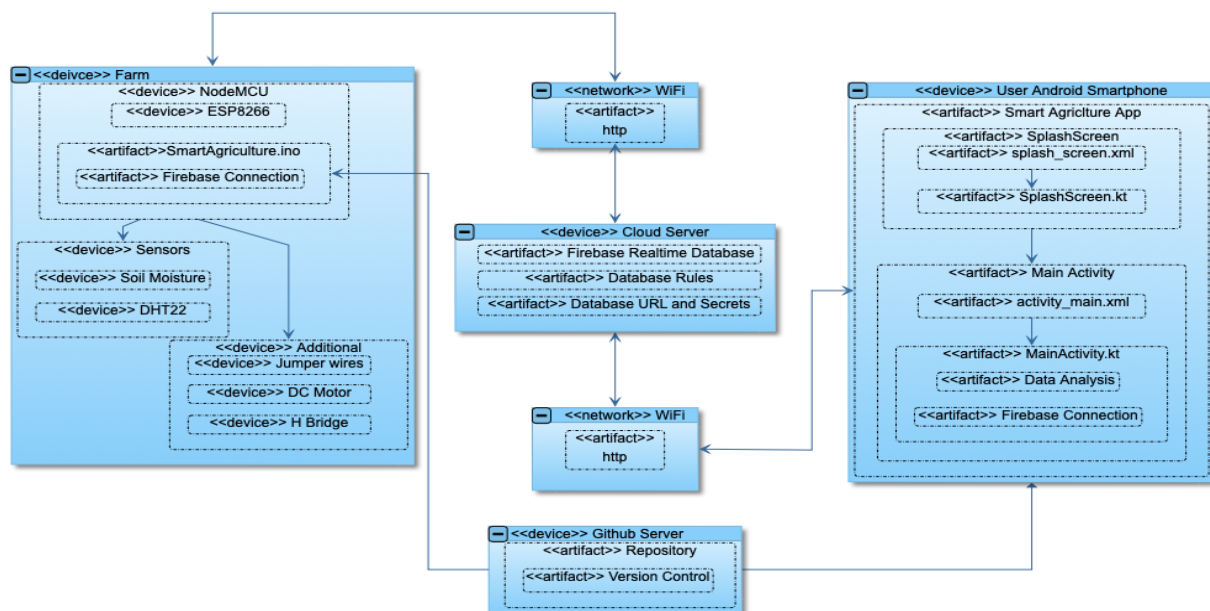 <<deivce>> Farm
<<device>> NodeMCU
<<device>> ESP8266
<<artifact>>SmartAgriculture.ino
<<artifact>> Firebase Connection
<<device>> Sensors
<<device>> Soil Moisture
<<device>> DHT22
<<device>> Additional
<<device>> Jumper wires
<<device>> DC Motor
<<device>> H Bridge
<<network>> WiFi
<<artifact>>
http
<<device>> Cloud Server
<<artifact>> Firebase Realtime Database
<<artifact>> Database Rules
<<artifact>> Database URL and Secrets
<<network>> WiFi
<<artifact>>
http
<<device>> Github Server
<<artifact>> Repository
<<artifact>> Version Control
<<device>> User Android Smartphone
<<artifact>> Smart Agriclture App
<<artifact>> SplashScreen
<<artifact>> splash_screen.xml
<<artifact>> SplashScreen.kt
<<artifact>> Main Activity
<<artifact>> activity_main.xml
<<artifact>> MainActivity.kt
<<artifact>> Data Analysis
<<artifact>> Firebase Connection